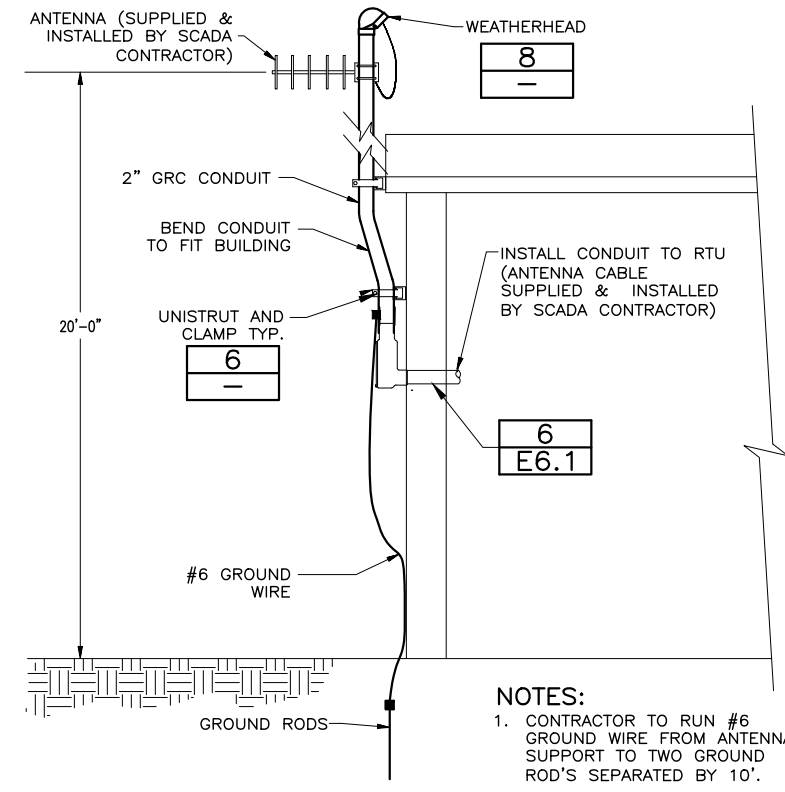 ANTENNA (SUPPLIED &
INSTALLED BY SCADA
CONTRACTOR)
WEATHERHEAD
8
—
2" GRC CONDUIT
BEND CONDUIT
TO FIT BUILDING
INSTALL CONDUIT TO RTU
(ANTENNA CABLE
SUPPLIED & INSTALLED
BY SCADA CONTRACTOR)
UNISTRUT AND
CLAMP TYP.
6
—
20'-0"
6
E6.1
#6 GROUND
WIRE
GROUND RODS
NOTES:
1. CONTRACTOR TO RUN #6
GROUND WIRE FROM ANTENNA
SUPPORT TO TWO GROUND
ROD'S SEPARATED BY 10'.